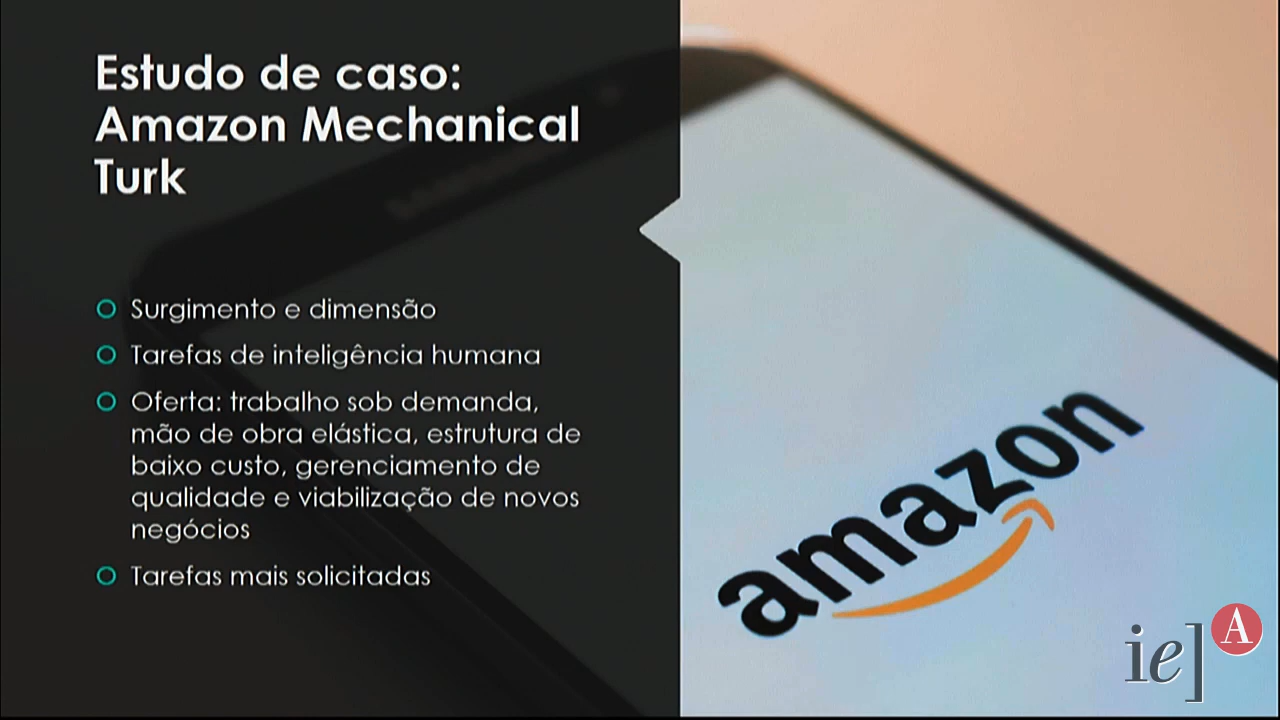 Estudo de caso:
Amazon Mechanical
Turk
Surgimento e dimensão
Tarefas de inteligência humana
Oferta: trabalho sob demanda,
mão de obra elástica, estrutura de
baixo custo, gerenciamento de
qualidade e viabilização de novos
negócios
Tarefas mais solicitadas
amazon
ie] A